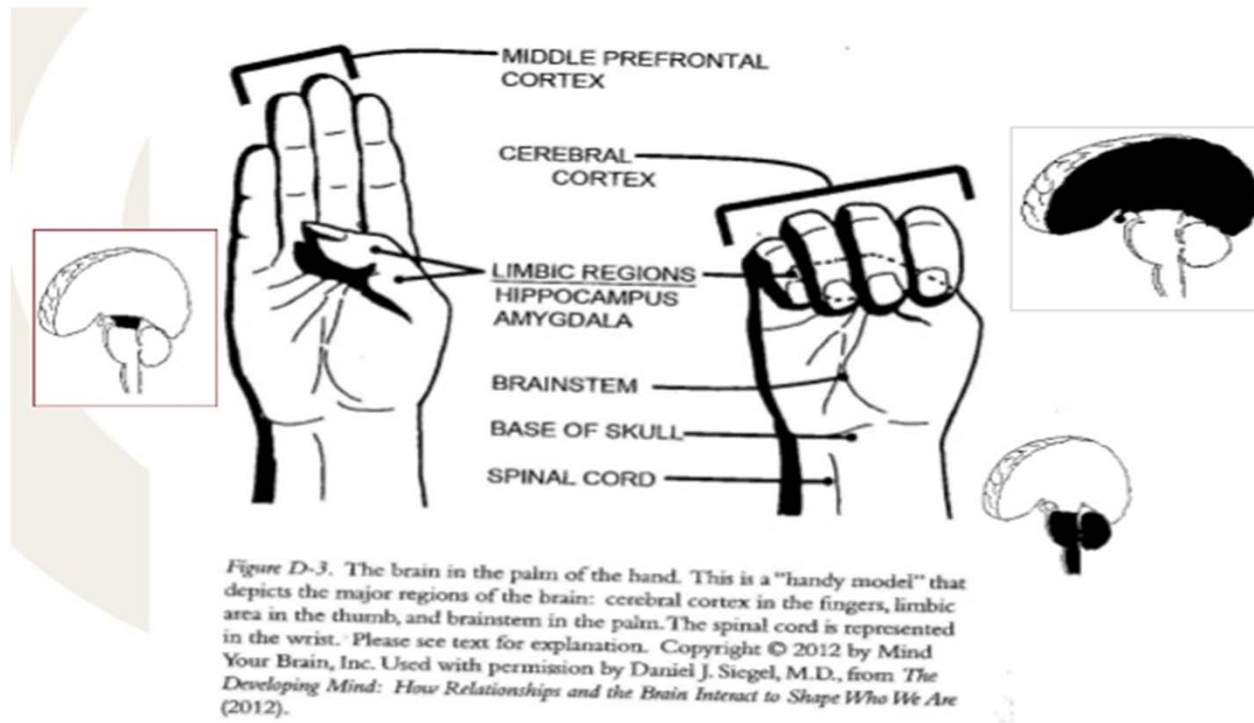 MIDDLE PREFRONTAL
CORTEX
CEREBRAL
CORTEX
LIMBIC REGIONS
HIPPOCAMPUS
AMYGDALA
BRAINSTEM
BASE OF SKULL
SPINAL CORD
Figure D-3. The brain in the palm of the hand. This is a "handy model" that
depicts the major regions of the brain: cerebral cortex in the fingers, limbic
area in the thumb, and brainstem in the palm. The spinal cord is represented
in the wrist. Please see text for explanation. Copyright © 2012 by Mind
Your Brain, Inc. Used with permission by Daniel J. Siegel, M.D., from The
Developing Mind: How Relationships and the Brain Interact to Shape Who We Are
(2012).